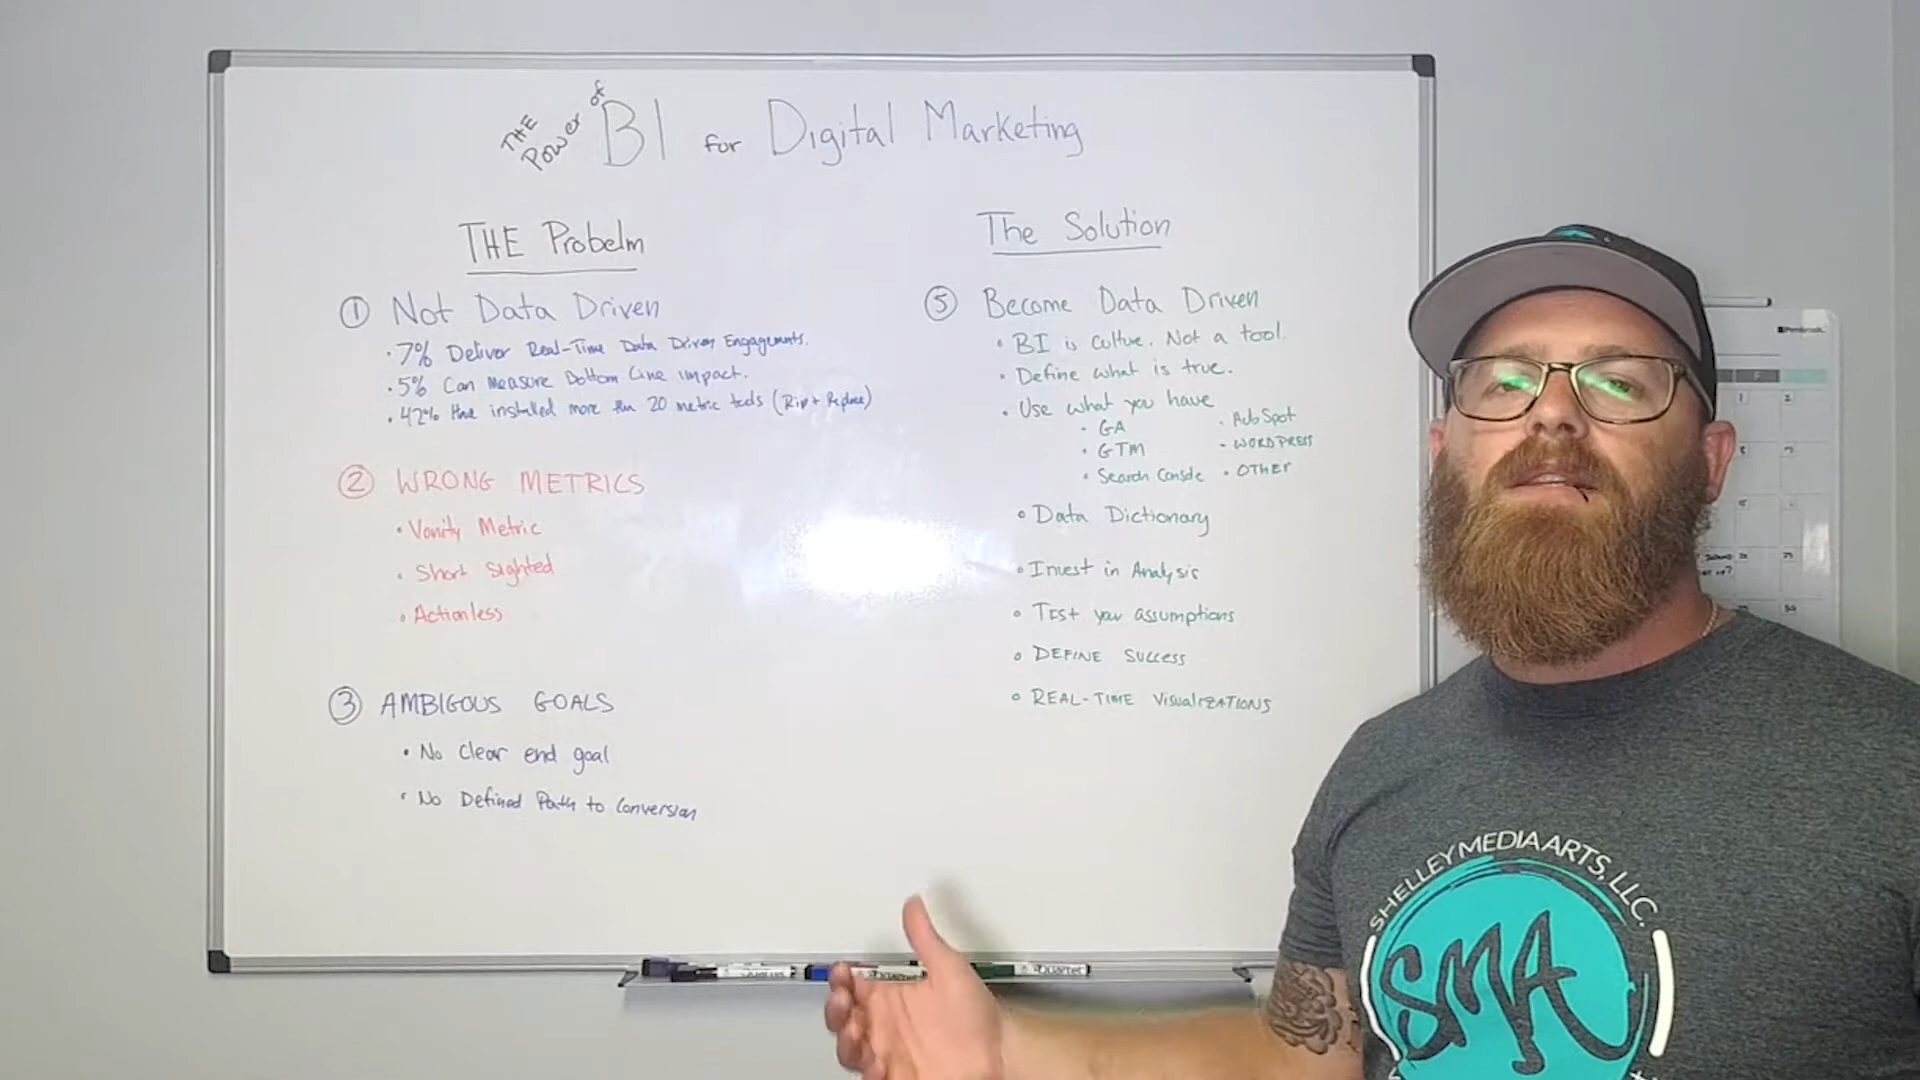 THE Power of BI for Digital Marketing
THE Probelm
① Not Data Driven
· 7% Deliver Real-Time Data Driven Engagements.
· 5% Can Measure Bottom Line impact.
· 42% Have installed more than 20 metric tools (Rip + Replace)
② WRONG METRICS
· Vanity Metric
· Short Sighted
· Actionless
③ AMBIGOUS GOALS
· No Clear end goal
· No Defined Path to Conversion
The Solution
⑤ Become Data Driven
· BI is culture. Not a tool.
· Define what is true.
· Use what you have
· GA
· GTM
· Search Console
· HubSpot
· WORDPRESS
· OTHER
· Data Dictionary
· Invest in Analysis
· Test your assumptions
· DEFINE SUCCESS
· REAL-TIME VisualizATIONS
SHELLEY MEDIA ARTS, LLC.
SMA
Quartet
F
1
2